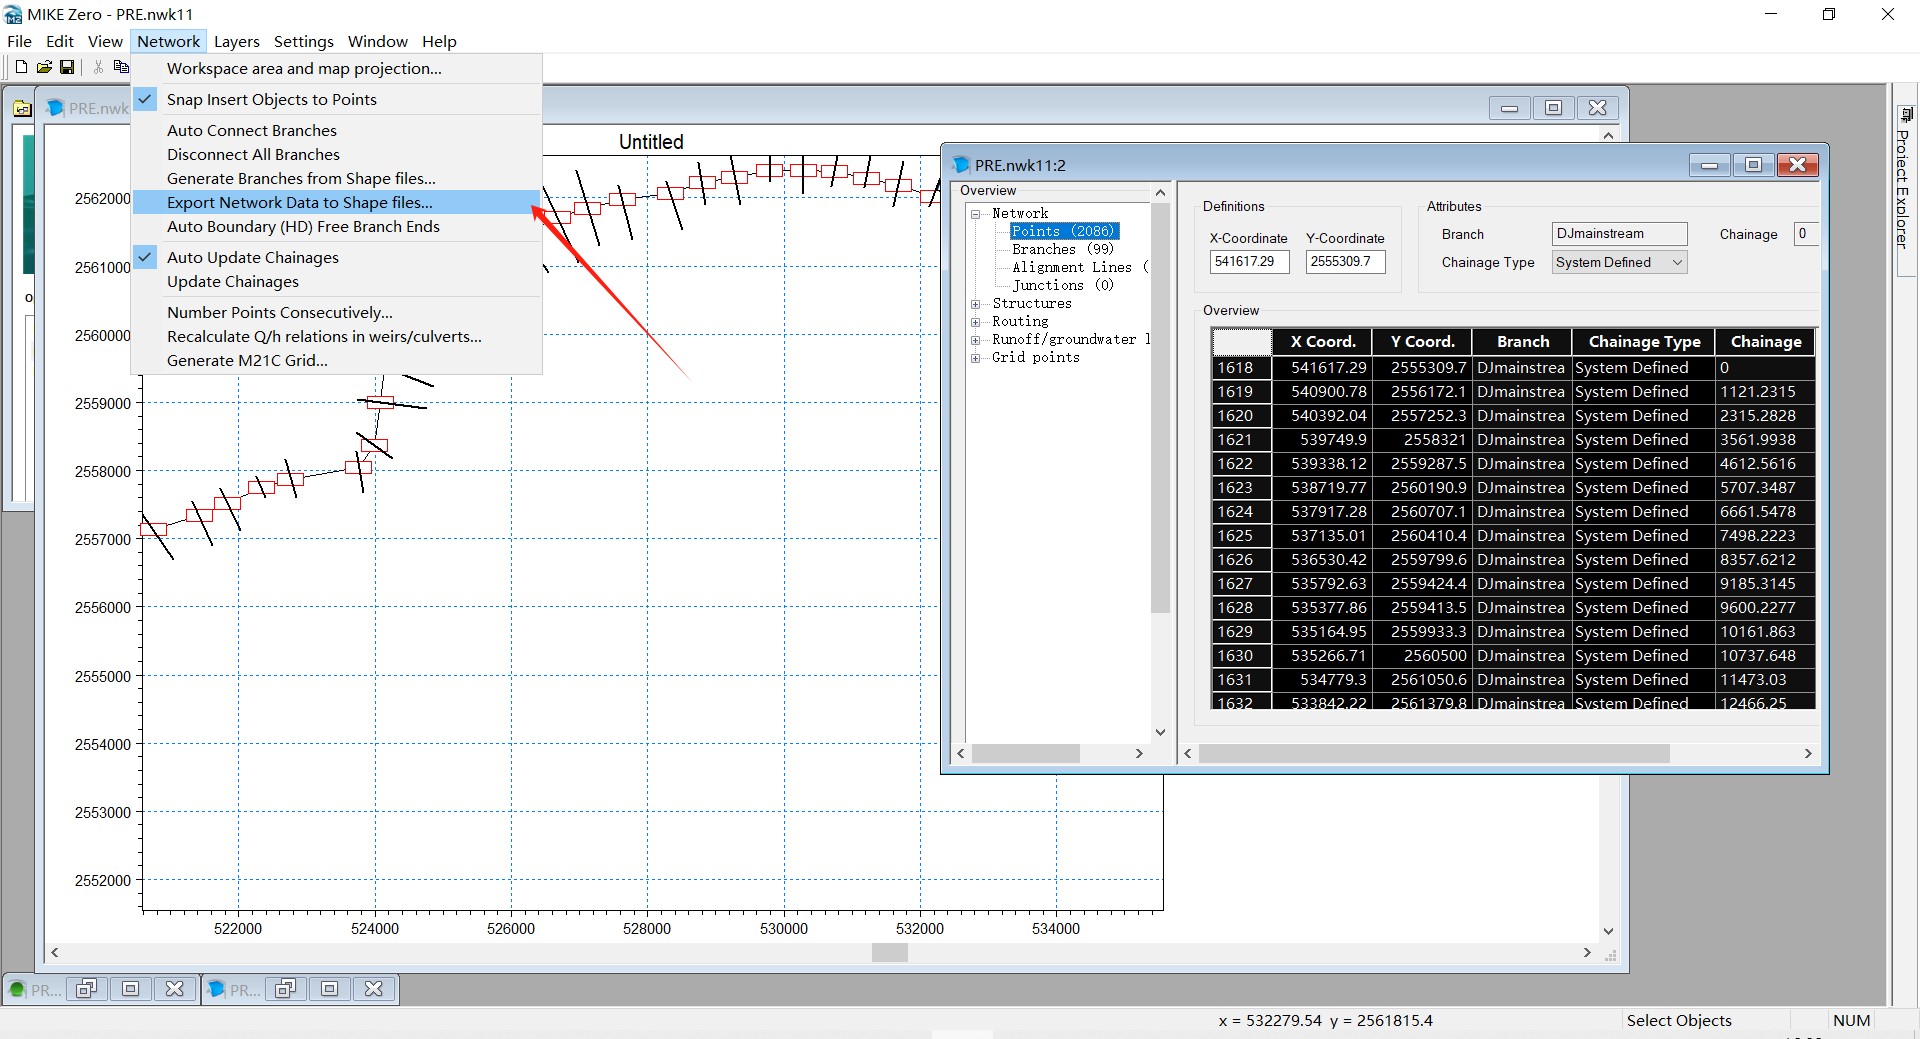 MIKE Zero - PRE.nwk11
File Edit View Network Layers Settings Window Help
Workspace area and map projection...
Snap Insert Objects to Points
Auto Connect Branches
Disconnect All Branches
Generate Branches from Shape files...
Export Network Data to Shape files...
Auto Boundary (HD) Free Branch Ends
Auto Update Chainages
Update Chainages
Number Points Consecutively...
Recalculate Q/h relations in weirs/culverts...
Generate M21C Grid...
PRE.nwk
Untitled
2562000
2561000
2560000
2559000
2558000
2557000
2556000
2555000
2554000
2553000
2552000
522000 524000 526000 528000 530000 532000 534000
PRE.nwk11:2
Overview
Network
Points (2086)
Branches (99)
Alignment Lines (
Junctions (0)
Structures
Routing
Runoff/groundwater l
Grid points
Definitions
X-Coordinate Y-Coordinate
541617.29 2555309.7
Attributes
Branch DJmainstream Chainage 0
Chainage Type System Defined
Overview
X Coord. Y Coord. Branch Chainage Type Chainage
1618 541617.29 2555309.7 DJmainstrea System Defined 0
1619 540900.78 2556172.1 DJmainstrea System Defined 1121.2315
1620 540392.04 2557252.3 DJmainstrea System Defined 2315.2828
1621 539749.9 2558321 DJmainstrea System Defined 3561.9938
1622 539338.12 2559287.5 DJmainstrea System Defined 4612.5616
1623 538719.77 2560190.9 DJmainstrea System Defined 5707.3487
1624 537917.28 2560707.1 DJmainstrea System Defined 6661.5478
1625 537135.01 2560410.4 DJmainstrea System Defined 7498.2223
1626 536530.42 2559799.6 DJmainstrea System Defined 8357.6212
1627 535792.63 2559424.4 DJmainstrea System Defined 9185.3145
1628 535377.86 2559413.5 DJmainstrea System Defined 9600.2277
1629 535164.95 2559933.3 DJmainstrea System Defined 10161.863
1630 535266.71 2560500 DJmainstrea System Defined 10737.648
1631 534779.3 2561050.6 DJmainstrea System Defined 11473.03
1632 533842.22 2561379.8 DJmainstrea System Defined 12466.25
Project Explorer
PR...
PR...
x = 532279.54 y = 2561815.4
Select Objects
NUM